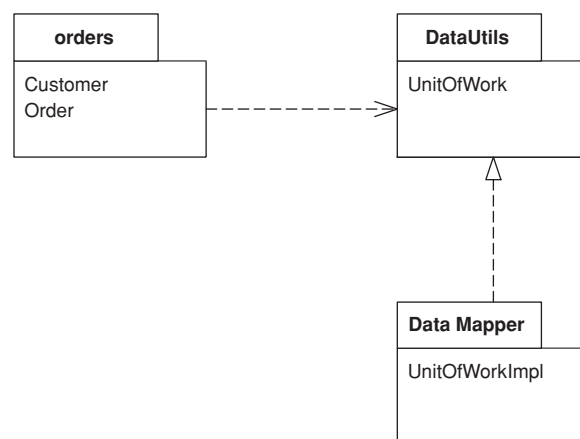 orders
Customer
Order
DataUtils
UnitOfWork
Data Mapper
UnitOfWorkImpl